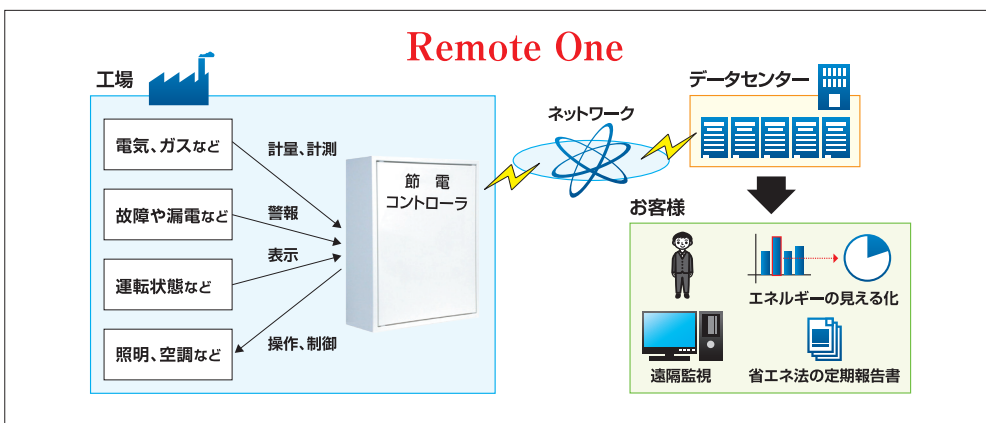 Remote One
工場
電気、ガスなど
故障や漏電など
運転状態など
照明、空調など
計量、計測
警報
表示
操作、制御
節電
コントローラ
ネットワーク
データセンター
お客様
エネルギーの見える化
遠隔監視
省エネ法の定期報告書